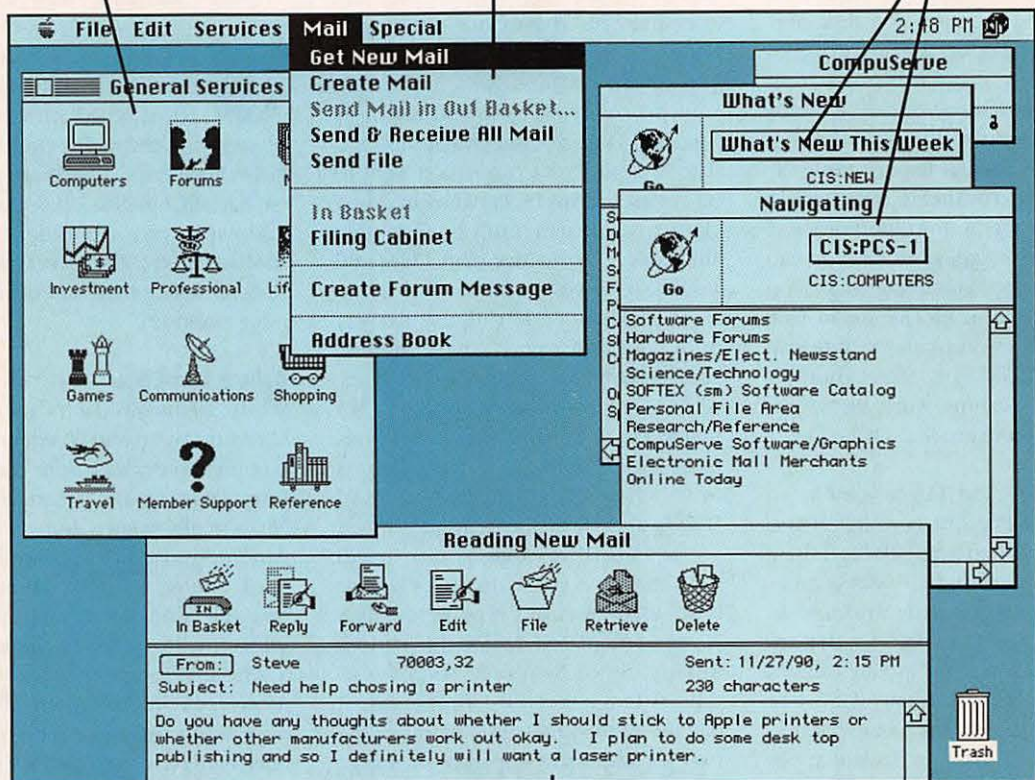 File Edit Services Mail Special 2:48 PM
General Services
Computers Forums
Investment Professional Lif
Games Communications Shopping
Travel Member Support Reference
Get New Mail
Create Mail
Send Mail in Out Basket...
Send & Receive All Mail
Send File
In Basket
Filing Cabinet
Create Forum Message
Address Book
CompuServe
What's New
What's New This Week
Go
CIS:NEW
Navigating
Go
CIS:PCS-1
CIS:COMPUTERS
Software Forums
Hardware Forums
Magazines/Elect. Newsstand
Science/Technology
SOFTEX (sm) Software Catalog
Personal File Area
Research/Reference
CompuServe Software/Graphics
Electronic Mall Merchants
Online Today
Reading New Mail
IN
In Basket Reply Forward Edit File Retrieve Delete
From: Steve 70003,32 Sent: 11/27/90, 2:15 PM
Subject: Need help chosing a printer 230 characters
Do you have any thoughts about whether I should stick to Apple printers or
whether other manufacturers work out okay. I plan to do some desk top
publishing and so I definitely will want a laser printer.
Trash